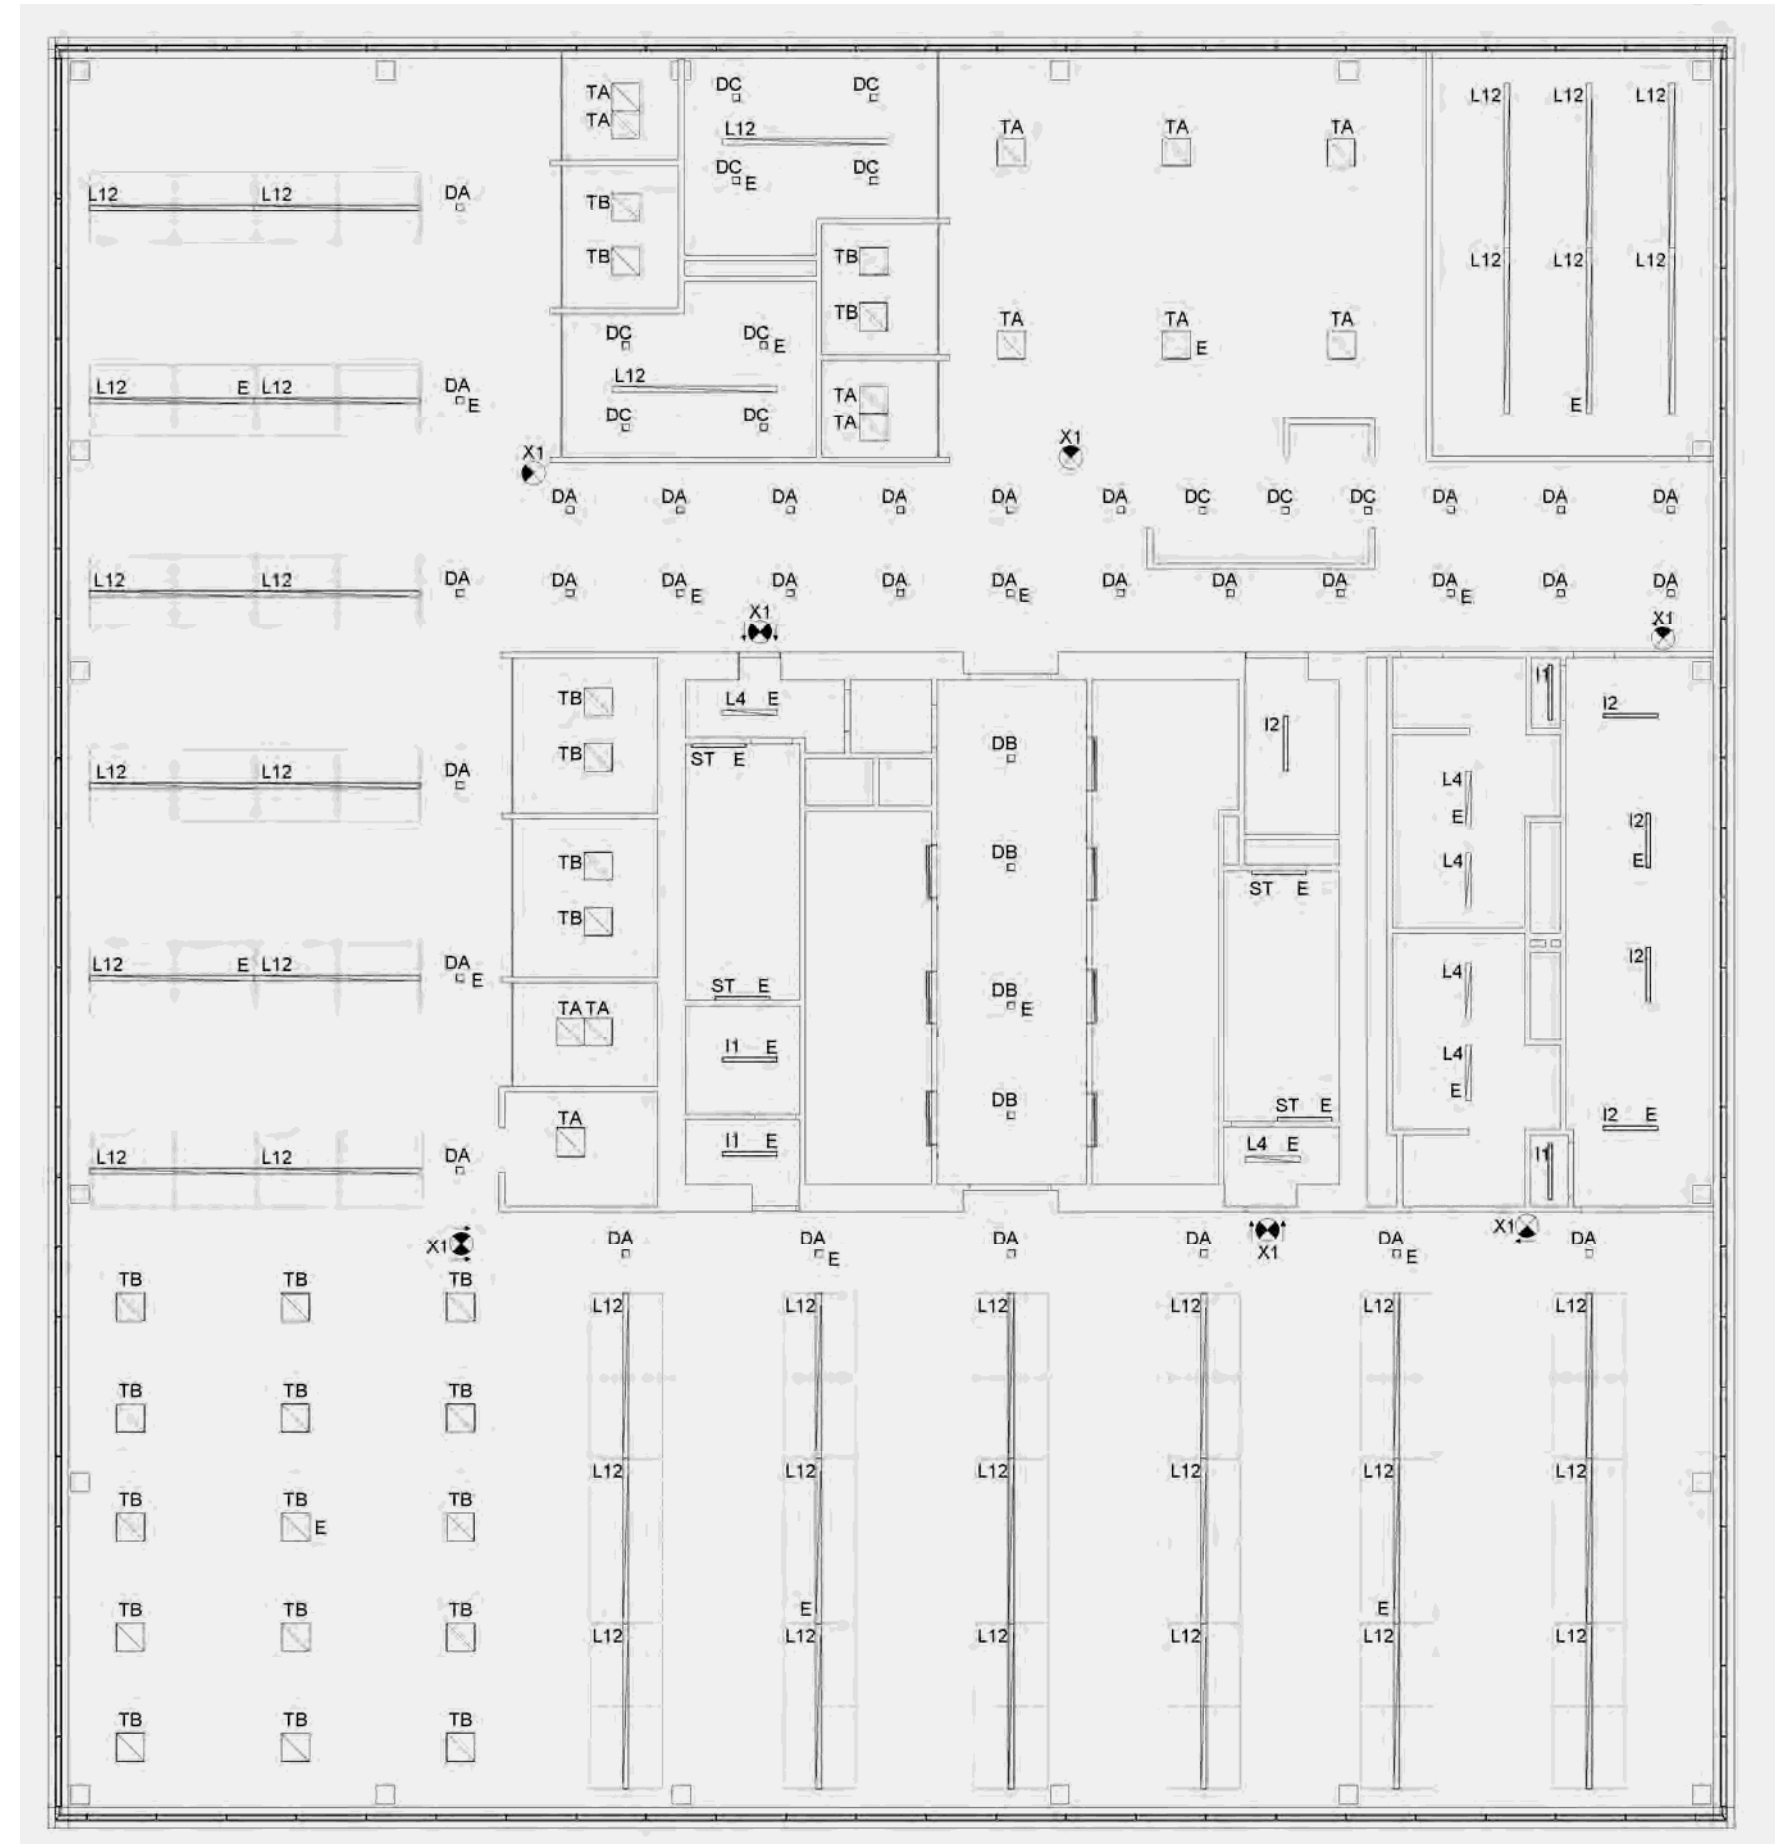 DC DC
TA L12 L12 L12
TA
L12 TA TA TA
DC E DC
L12 L12 DA TB
TB TB L12 L12 L12
TB TA TA TA
DC DC E E
L12
L12 E L12 DA E TA E
DC DC TA
X1 X1
DA DA DA DA DA DA DC DC DC DA DA DA
L12 L12 DA DA DA E DA DA DA E DA DA DA DA E DA DA
X1 X1
TB L4 E I1 I2
I2
TB ST E DB
L12 L12 DA L4
E I2
TB DB L4 E
ST E
TB
L12 E L12 DA E L4 I2
ST E DB E
TA TA
I1 E L4
E
TA DB ST E I2 E
L12 L12 DA I1 E L4 E I1
X1 DA DA E DA DA X1 DA E X1 DA
TB TB TB
L12 L12 L12 L12 L12 L12
TB TB TB
L12 L12 L12 L12 L12 L12
TB TB E TB
TB TB TB E E
L12 L12 L12 L12 L12 L12
TB TB TB